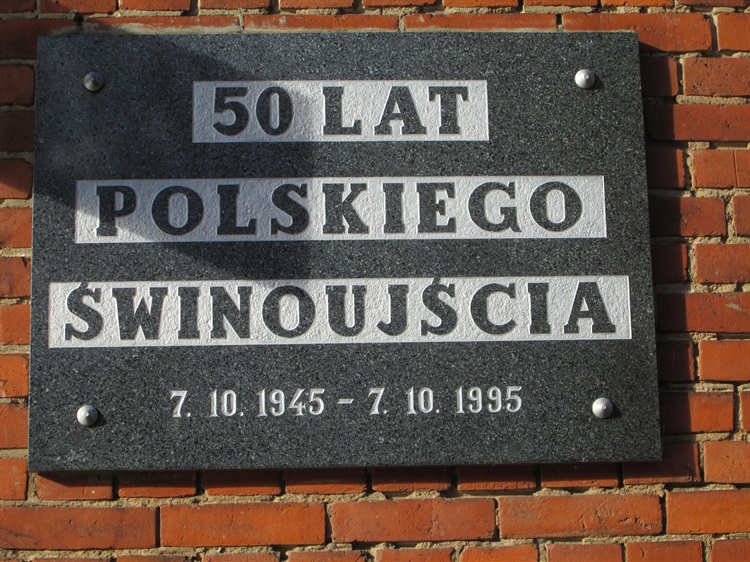 50 LAT
POLSKIEGO
ŚWINOUJŚCIA
7. 10. 1945 - 7. 10. 1995